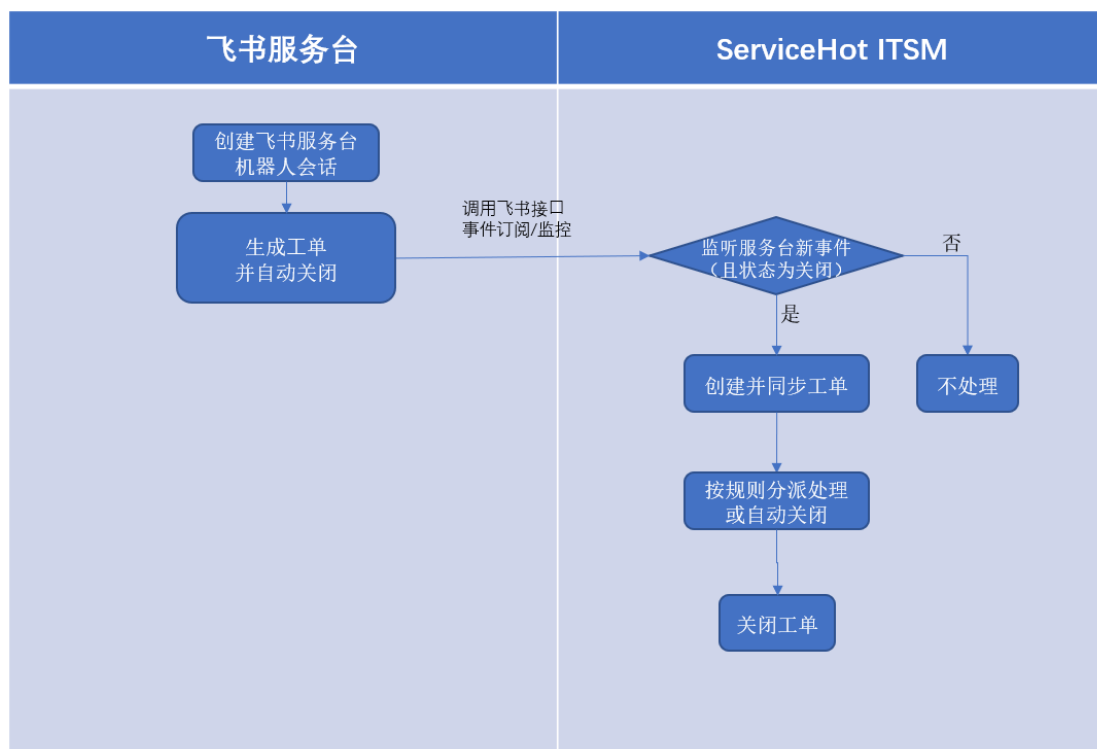 飞书服务台
ServiceHot ITSM
创建飞书服务台
机器人会话
生成工单
并自动关闭
调用飞书接口
事件订阅/监控
监听服务台新事件
（且状态为关闭）
否
是
创建并同步工单
不处理
按规则分派处理
或自动关闭
关闭工单